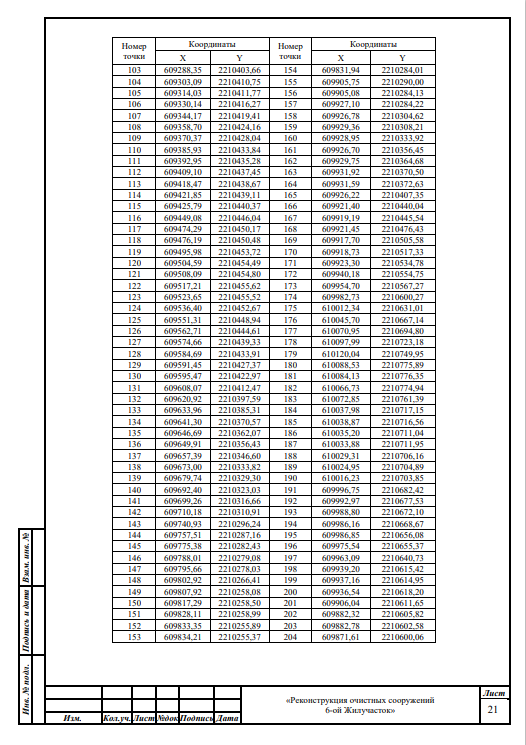 Номер точки Координаты Номер точки Координаты
X Y X Y
103 609288,35 2210403,66 154 609831,94 2210284,01
104 609303,09 2210410,75 155 609905,75 2210290,00
105 609314,03 2210411,77 156 609905,08 2210284,13
106 609330,14 2210416,27 157 609927,10 2210284,22
107 609344,17 2210419,41 158 609926,78 2210304,62
108 609358,70 2210424,16 159 609929,36 2210308,21
109 609370,37 2210428,04 160 609928,95 2210333,92
110 609385,93 2210433,84 161 609926,70 2210356,45
111 609392,95 2210435,28 162 609929,75 2210364,68
112 609409,10 2210437,45 163 609931,92 2210370,50
113 609418,47 2210438,67 164 609931,59 2210372,63
114 609421,85 2210439,11 165 609926,22 2210407,35
115 609425,79 2210440,37 166 609921,40 2210440,04
116 609449,08 2210446,04 167 609919,19 2210445,54
117 609474,29 2210450,17 168 609921,45 2210476,43
118 609476,19 2210450,48 169 609917,70 2210505,58
119 609495,98 2210453,72 170 609918,73 2210517,33
120 609504,59 2210454,49 171 609923,30 2210534,78
121 609508,09 2210454,80 172 609940,18 2210554,75
122 609517,21 2210455,62 173 609954,70 2210567,27
123 609523,65 2210455,52 174 609982,73 2210600,27
124 609536,40 2210452,67 175 610012,34 2210631,01
125 609551,31 2210448,94 176 610045,70 2210667,14
126 609562,71 2210444,61 177 610070,95 2210694,80
127 609574,66 2210439,33 178 610097,99 2210723,18
128 609584,69 2210433,91 179 610120,04 2210749,95
129 609591,45 2210427,37 180 610088,53 2210775,89
130 609595,47 2210422,97 181 610084,13 2210776,35
131 609608,07 2210412,47 182 610066,73 2210774,94
132 609620,92 2210397,59 183 610072,85 2210761,39
133 609633,96 2210385,31 184 610037,98 2210717,15
134 609641,30 2210370,57 185 610038,87 2210716,56
135 609646,69 2210362,07 186 610035,20 2210711,04
136 609649,91 2210356,43 187 610033,88 2210711,95
137 609657,39 2210346,60 188 610029,31 2210706,16
138 609673,00 2210333,82 189 610024,95 2210704,89
139 609679,74 2210329,30 190 610016,23 2210703,85
140 609692,40 2210323,03 191 609996,75 2210682,42
141 609699,26 2210316,66 192 609992,97 2210677,53
142 609710,18 2210310,91 193 609988,80 2210672,10
143 609740,93 2210296,24 194 609986,16 2210668,67
144 609757,51 2210287,16 195 609986,85 2210656,08
145 609775,38 2210282,43 196 609975,54 2210655,37
146 609788,01 2210279,08 197 609963,09 2210640,73
147 609795,66 2210278,03 198 609939,20 2210615,42
148 609802,92 2210266,41 199 609937,16 2210614,95
149 609807,92 2210258,08 200 609936,54 2210618,20
150 609817,29 2210258,50 201 609906,04 2210611,65
151 609828,11 2210258,99 202 609882,32 2210605,82
152 609833,35 2210255,89 203 609882,78 2210602,58
153 609834,21 2210255,37 204 609871,61 2210600,06
Взам. инв. №
Подпись и дата
Инв. № подл.
Изм. Кол.уч. Лист №док Подпись Дата
«Реконструкция очистных сооружений
6-ой Жилучасток»
Лист
21